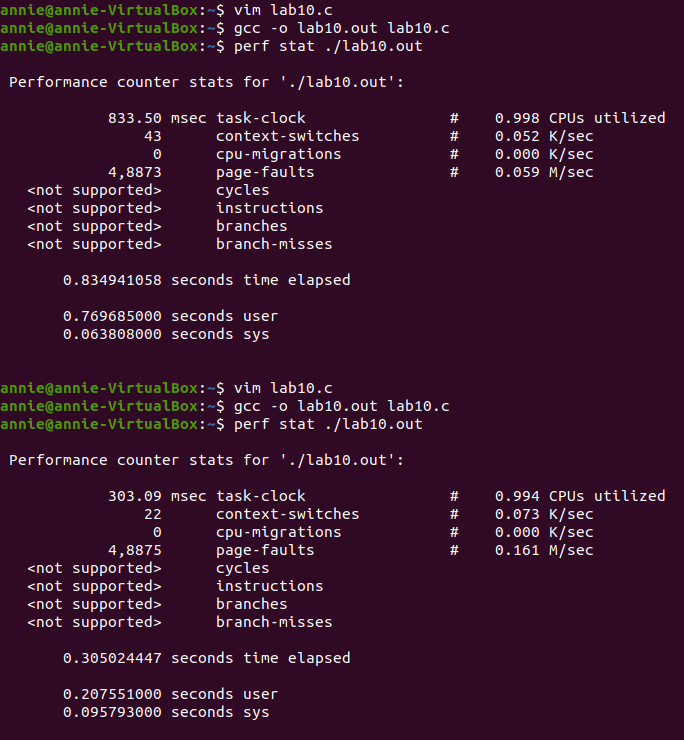 annie@annie-VirtualBox:~$ vim lab10.c
annie@annie-VirtualBox:~$ gcc -o lab10.out lab10.c
annie@annie-VirtualBox:~$ perf stat ./lab10.out
Performance counter stats for './lab10.out':
833.50 msec task-clock # 0.998 CPUs utilized
43 context-switches # 0.052 K/sec
0 cpu-migrations # 0.000 K/sec
4,8873 page-faults # 0.059 M/sec
<not supported> cycles
<not supported> instructions
<not supported> branches
<not supported> branch-misses
0.834941058 seconds time elapsed
0.769685000 seconds user
0.063808000 seconds sys
annie@annie-VirtualBox:~$ vim lab10.c
annie@annie-VirtualBox:~$ gcc -o lab10.out lab10.c
annie@annie-VirtualBox:~$ perf stat ./lab10.out
Performance counter stats for './lab10.out':
303.09 msec task-clock # 0.994 CPUs utilized
22 context-switches # 0.073 K/sec
0 cpu-migrations # 0.000 K/sec
4,8875 page-faults # 0.161 M/sec
<not supported> cycles
<not supported> instructions
<not supported> branches
<not supported> branch-misses
0.305024447 seconds time elapsed
0.207551000 seconds user
0.095793000 seconds sys